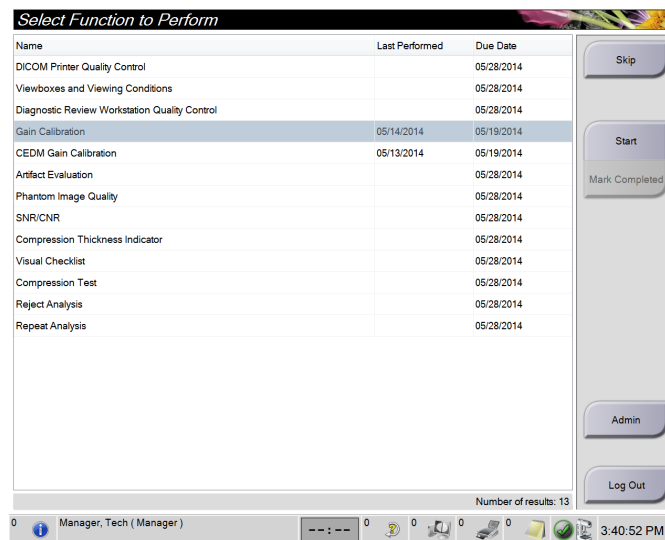 Select Function to Perform
Name Last Performed Due Date
DICOM Printer Quality Control 05/28/2014
Viewboxes and Viewing Conditions 05/28/2014
Diagnostic Review Workstation Quality Control 05/28/2014
Gain Calibration 05/14/2014 05/19/2014
CEDM Gain Calibration 05/13/2014 05/19/2014
Artifact Evaluation 05/28/2014
Phantom Image Quality 05/28/2014
SNR/CNR 05/28/2014
Compression Thickness Indicator 05/28/2014
Visual Checklist 05/28/2014
Compression Test 05/28/2014
Reject Analysis 05/28/2014
Repeat Analysis 05/28/2014
Number of results: 13
Skip
Start
Mark Completed
Admin
Log Out
0 Manager, Tech ( Manager ) --:-- 0 0 0 0 3:40:52 PM